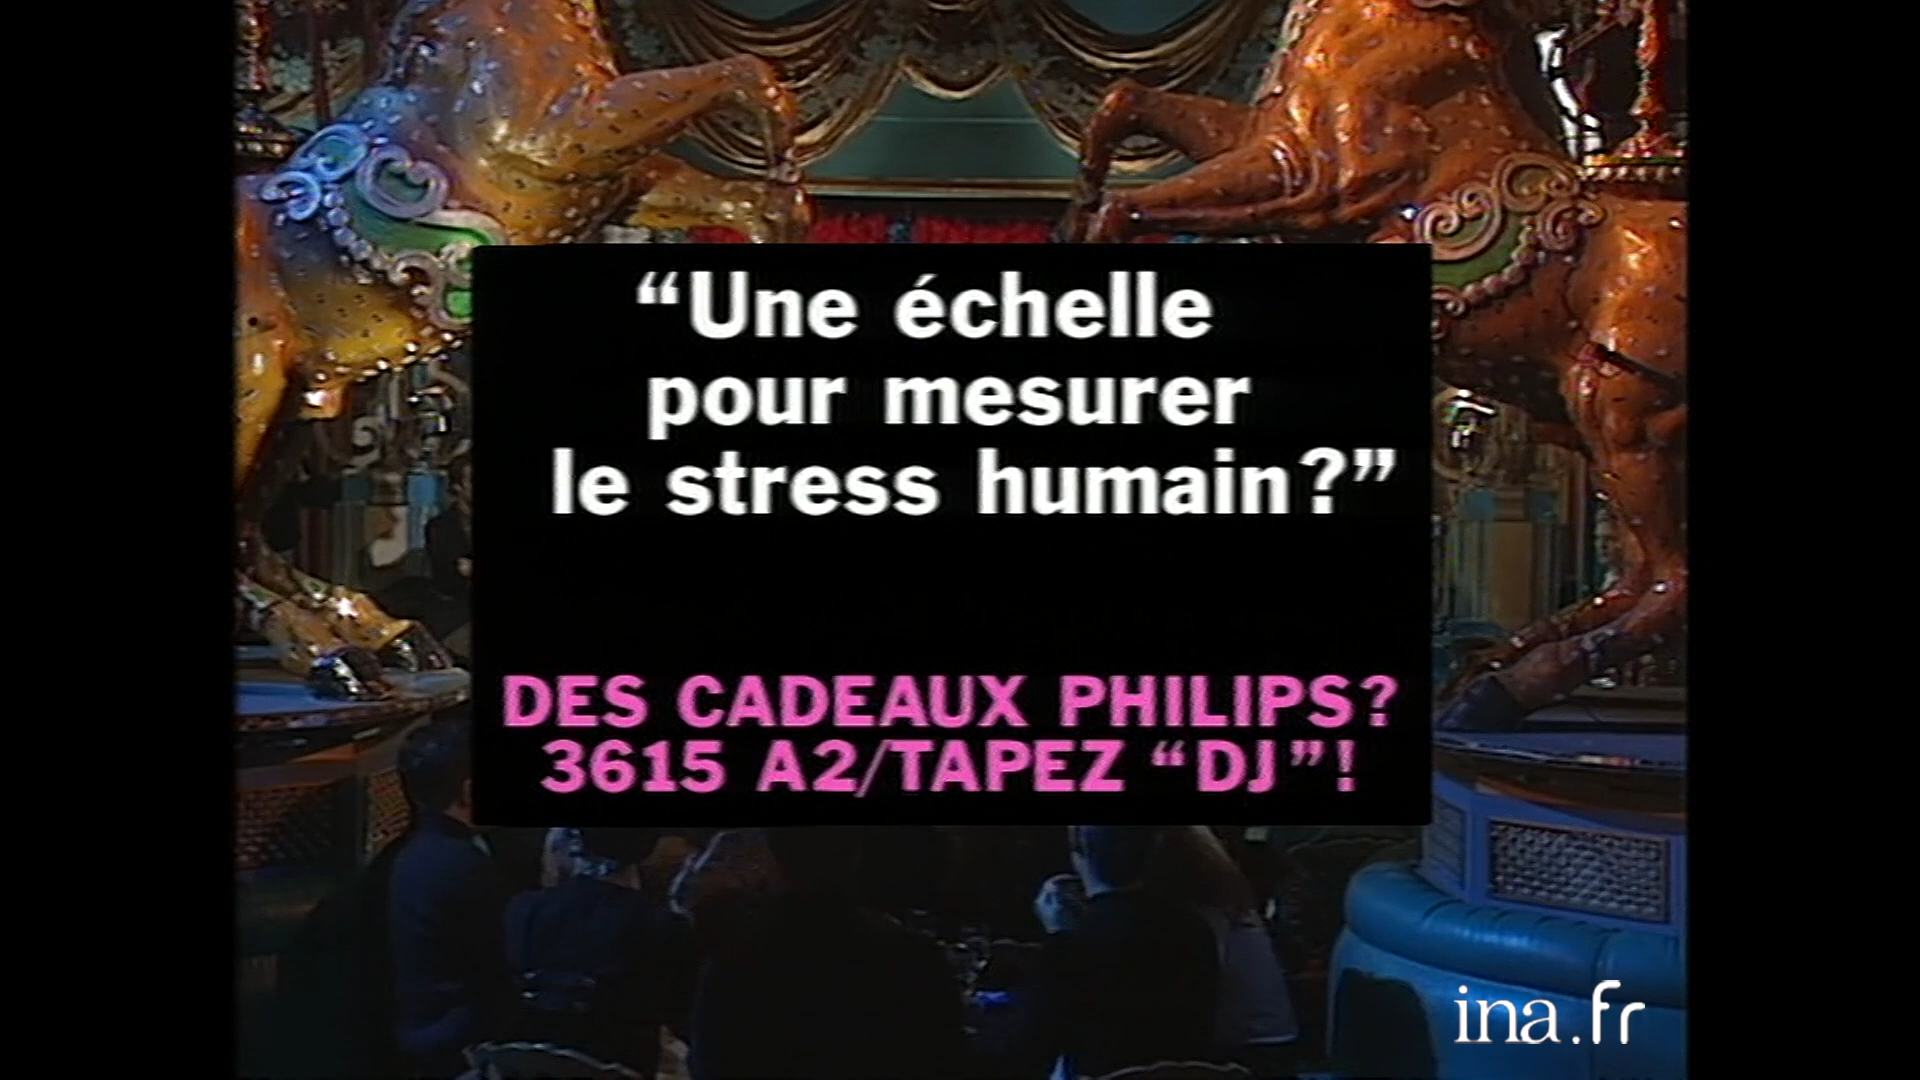 “Une échelle
pour mesurer
le stress humain?”
DES CADEAUX PHILIPS?
3615 A2/TAPEZ “DJ”!
ina.fr